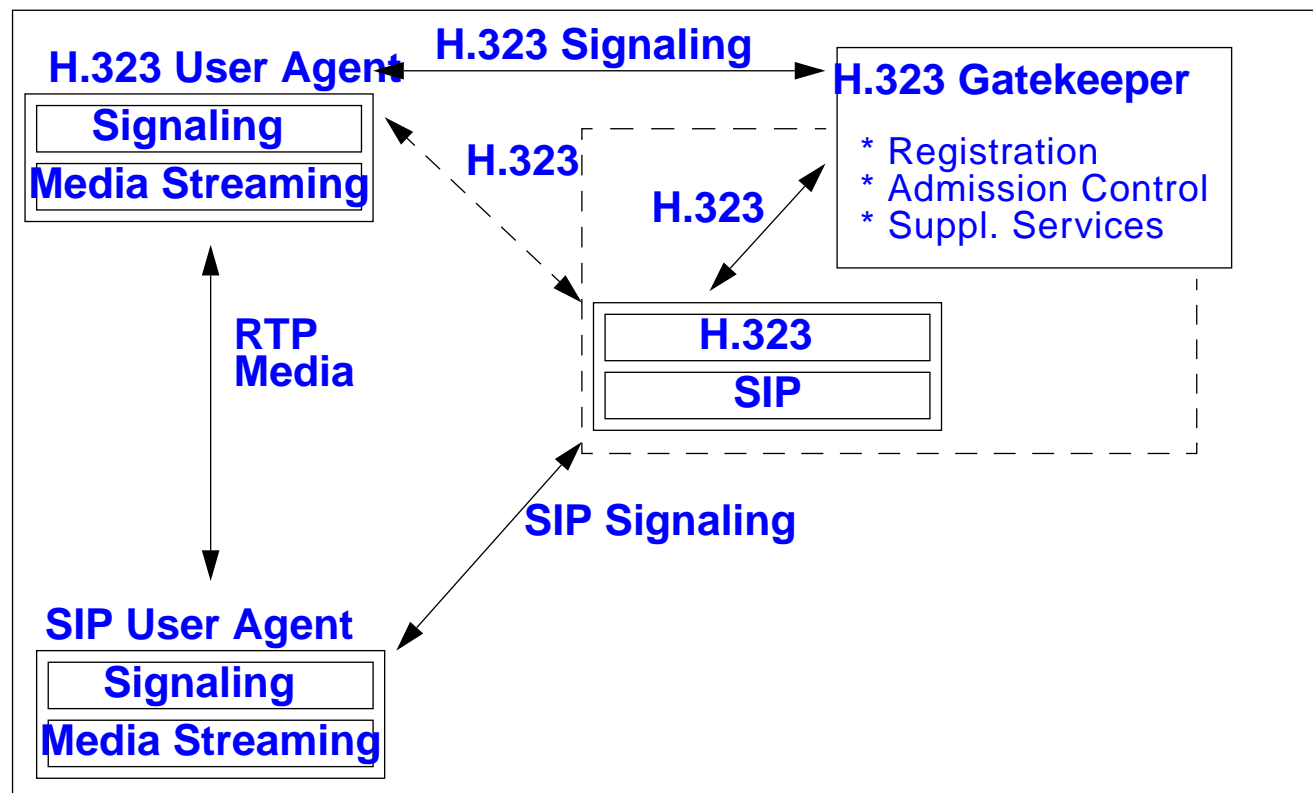 H.323 Signaling
H.323 User Agent
Signaling
Media Streaming
H.323 Gatekeeper
* Registration
* Admission Control
* Suppl. Services
H.323
H.323
H.323
SIP
RTP
Media
SIP Signaling
SIP User Agent
Signaling
Media Streaming